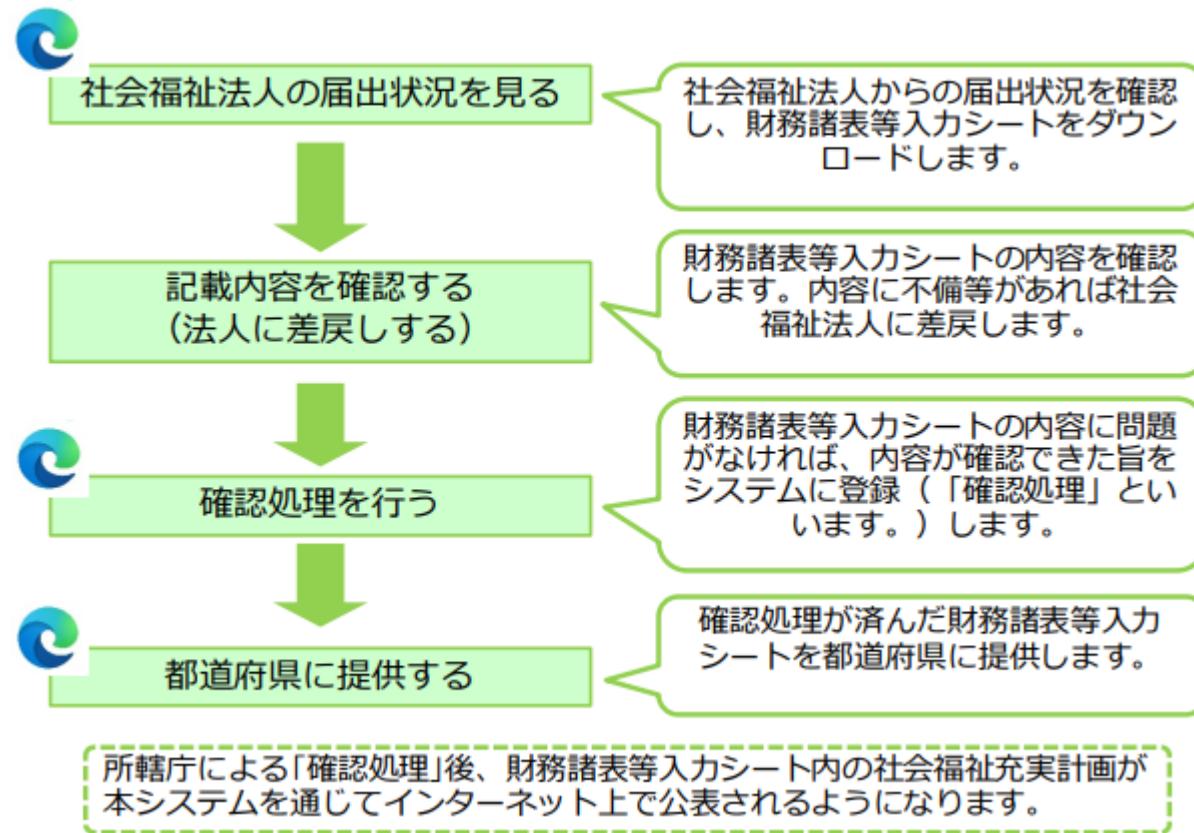 社会福祉法人の届出状況を見る
社会福祉法人からの届出状況を確認
し、財務諸表等入力シートをダウン
ロードします。
記載内容を確認する
（法人に差戻しする）
財務諸表等入力シートの内容を確認
します。内容に不備等があれば社会
福祉法人に差戻します。
確認処理を行う
財務諸表等入力シートの内容に問題
がなければ、内容が確認できた旨を
システムに登録（「確認処理」とい
います。）します。
都道府県に提供する
確認処理が済んだ財務諸表等入力
シートを都道府県に提供します。
所轄庁による「確認処理」後、財務諸表等入力シート内の社会福祉充実計画が
本システムを通じてインターネット上で公表されるようになります。